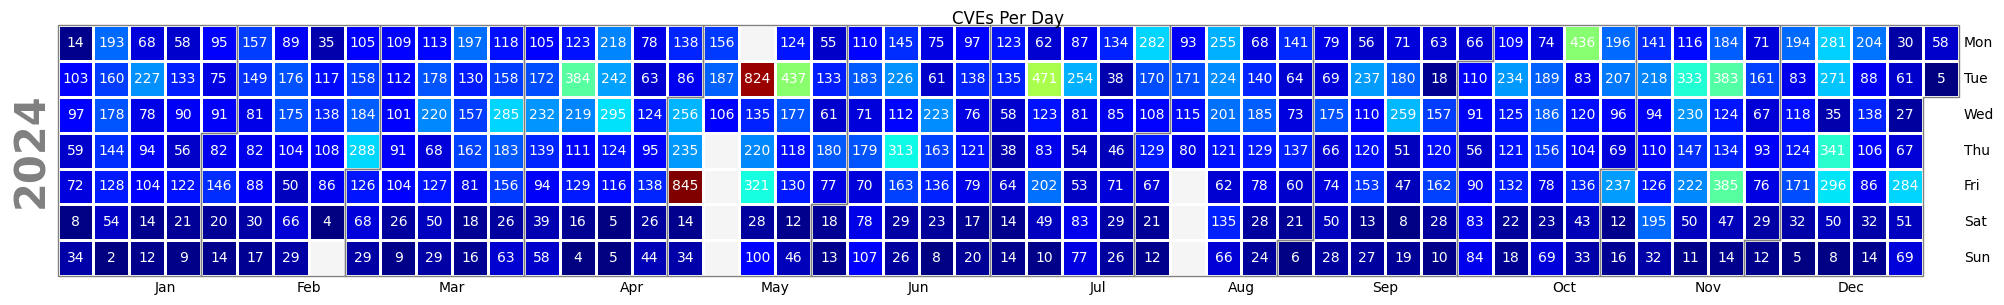 CVEs Per Day
14 193 68 58 95 157 89 35 105 109 113 197 118 105 123 218 78 138 156 124 55 110 145 75 97 123 62 87 134 282 93 255 68 141 79 56 71 63 66 109 74 436 196 141 116 184 71 194 281 204 30 58 Mon
103 160 227 133 75 149 176 117 158 112 178 130 158 172 384 242 63 86 187 824 437 133 183 226 61 138 135 471 254 38 170 171 224 140 64 69 237 180 18 110 234 189 83 207 218 333 383 161 83 271 88 61 5 Tue
97 178 78 90 91 81 175 138 184 101 220 157 285 232 219 295 124 256 106 135 177 61 71 112 223 76 58 123 81 85 108 115 201 185 73 175 110 259 157 91 125 186 120 96 94 230 124 67 118 35 138 27 Wed
59 144 94 56 82 82 104 108 288 91 68 162 183 139 111 124 95 235 220 118 180 179 313 163 121 38 83 54 46 129 80 121 129 137 66 120 51 120 56 121 156 104 69 110 147 134 93 124 341 106 67 Thu
72 128 104 122 146 88 50 86 126 104 127 81 156 94 129 116 138 845 321 130 77 70 163 136 79 64 202 53 71 67 62 78 60 74 153 47 162 90 132 78 136 237 126 222 385 76 171 296 86 284 Fri
8 54 14 21 20 30 66 4 68 26 50 18 26 39 16 5 26 14 28 12 18 78 29 23 17 14 49 83 29 21 135 28 21 50 13 8 28 83 22 23 43 12 195 50 47 29 32 50 32 51 Sat
34 2 12 9 14 17 29 29 9 29 16 63 58 4 5 44 34 100 46 13 107 26 8 20 14 10 77 26 12 66 24 6 28 27 19 10 84 18 69 33 16 32 11 14 12 5 8 14 69 Sun
Jan Feb Mar Apr May Jun Jul Aug Sep Oct Nov Dec
2024